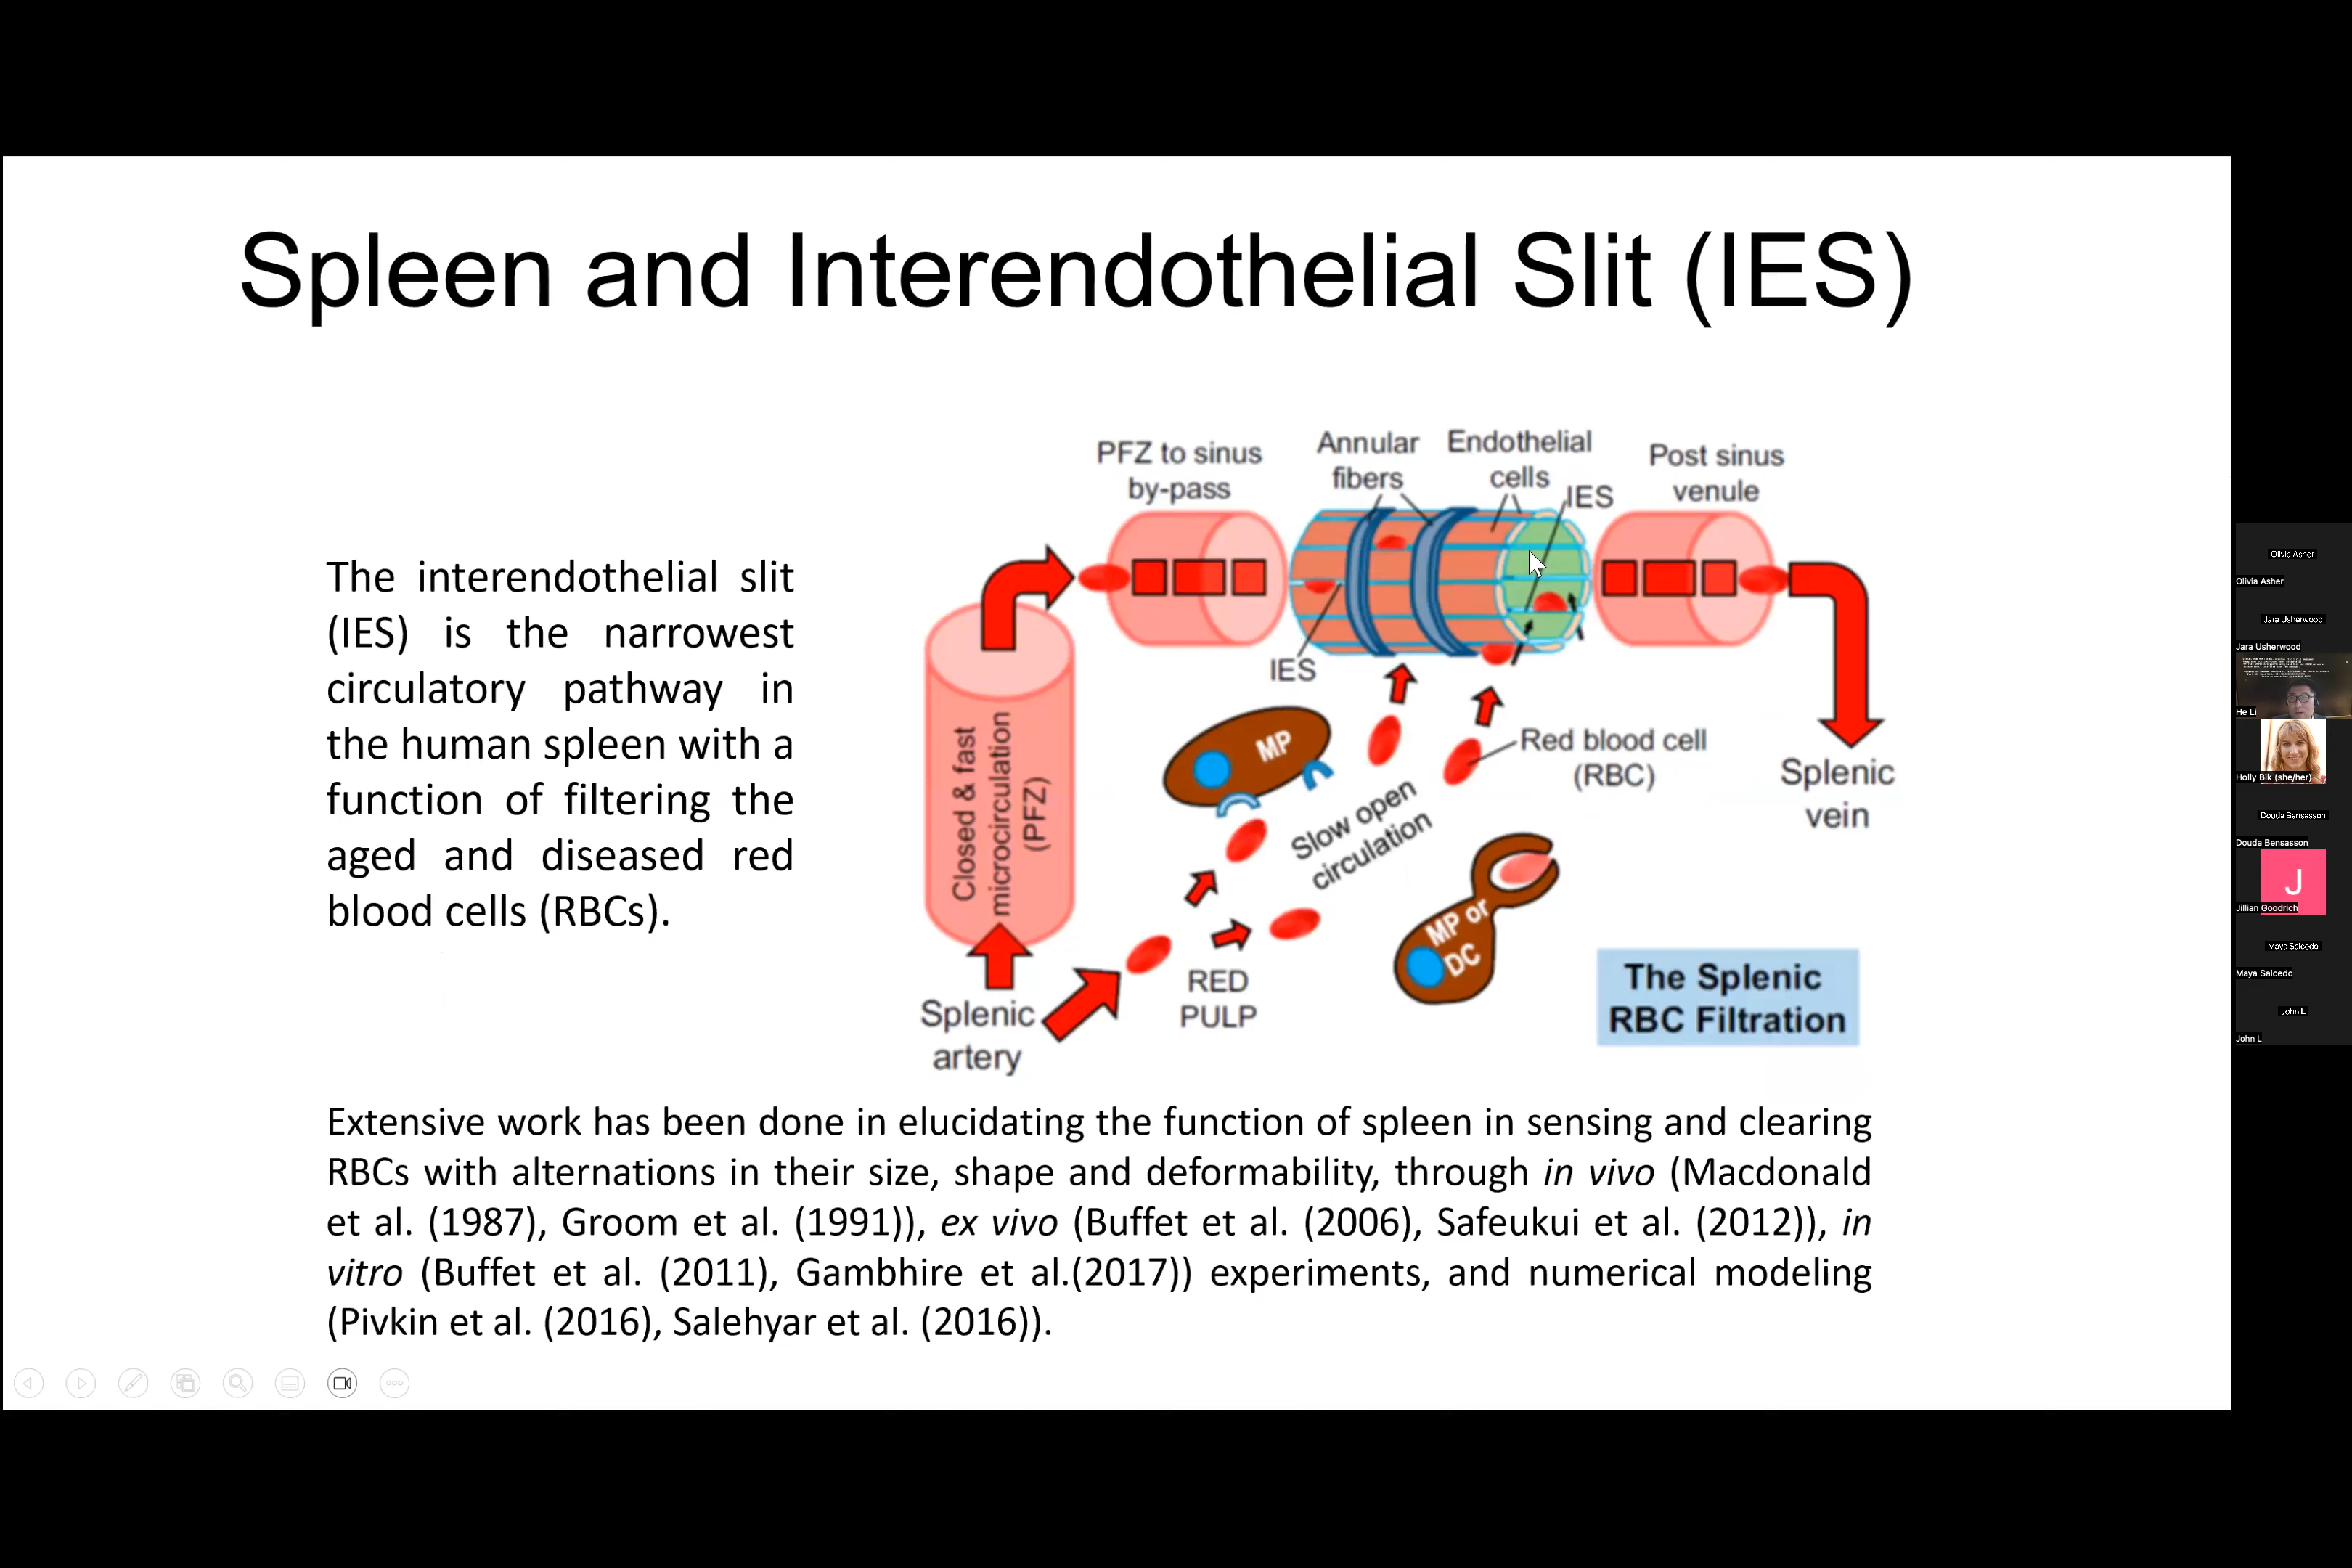 Spleen and Interendothelial Slit (IES)
The interendothelial slit
(IES) is the narrowest
circulatory pathway in
the human spleen with a
function of filtering the
aged and diseased red
blood cells (RBCs).
PFZ to sinus
by-pass
Annular
fibers
Endothelial
cells
IES
Post sinus
venule
IES
Closed & fast
microcirculation
(PFZ)
MP
Red blood cell
(RBC)
Slow open
circulation
Splenic
vein
MP or
DC
RED
PULP
Splenic
artery
The Splenic
RBC Filtration
Extensive work has been done in elucidating the function of spleen in sensing and clearing
RBCs with alternations in their size, shape and deformability, through in vivo (Macdonald
et al. (1987), Groom et al. (1991)), ex vivo (Buffet et al. (2006), Safeukui et al. (2012)), in
vitro (Buffet et al. (2011), Gambhire et al.(2017)) experiments, and numerical modeling
(Pivkin et al. (2016), Salehyar et al. (2016)).
Olivia Asher
Olivia Asher
Jara Usherwood
Jara Usherwood
He Li
Holly Bik (she/her)
Douda Bensasson
Douda Bensasson
J
Jillian Goodrich
Maya Salcedo
Maya Salcedo
John L
John L